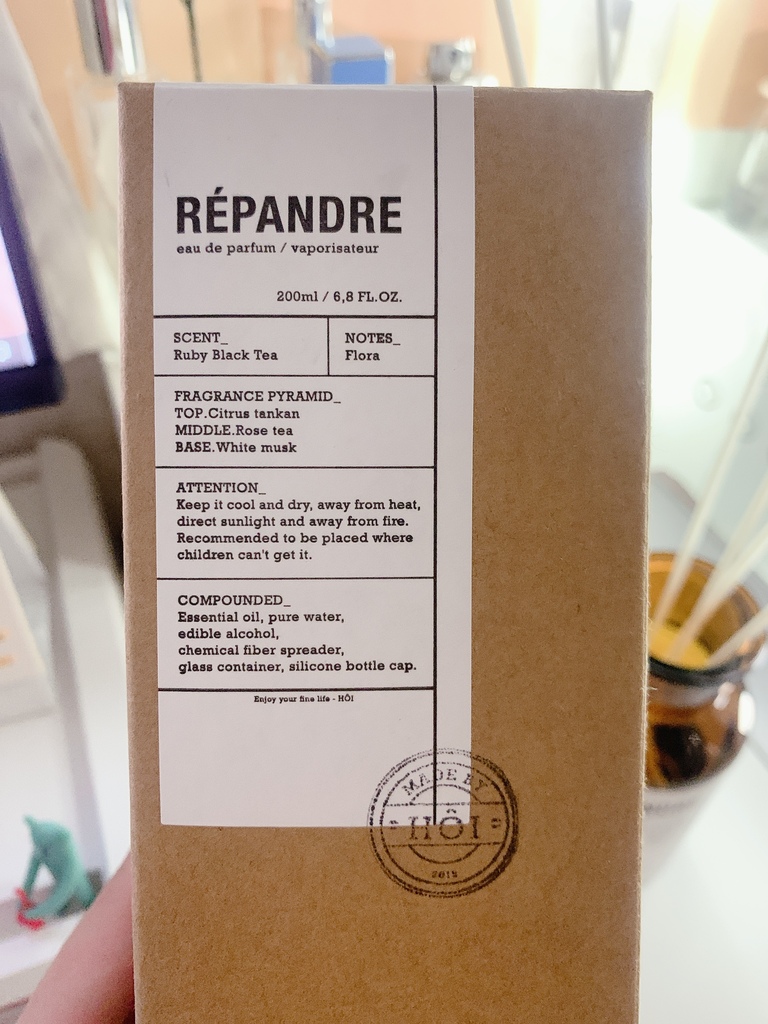 RÉPANDRE
eau de parfum / vaporisateur
200ml / 6,8 FL.OZ.
SCENT_
Ruby Black Tea
NOTES_
Flora
FRAGRANCE PYRAMID_
TOP.Citrus tankan
MIDDLE.Rose tea
BASE.White musk
ATTENTION_
Keep it cool and dry, away from heat,
direct sunlight and away from fire.
Recommended to be placed where
children can't get it.
COMPOUNDED_
Essential oil, pure water,
edible alcohol,
chemical fiber spreader,
glass container, silicone bottle cap.
Enjoy your fine life - HÔI
MADE BY
HÔI